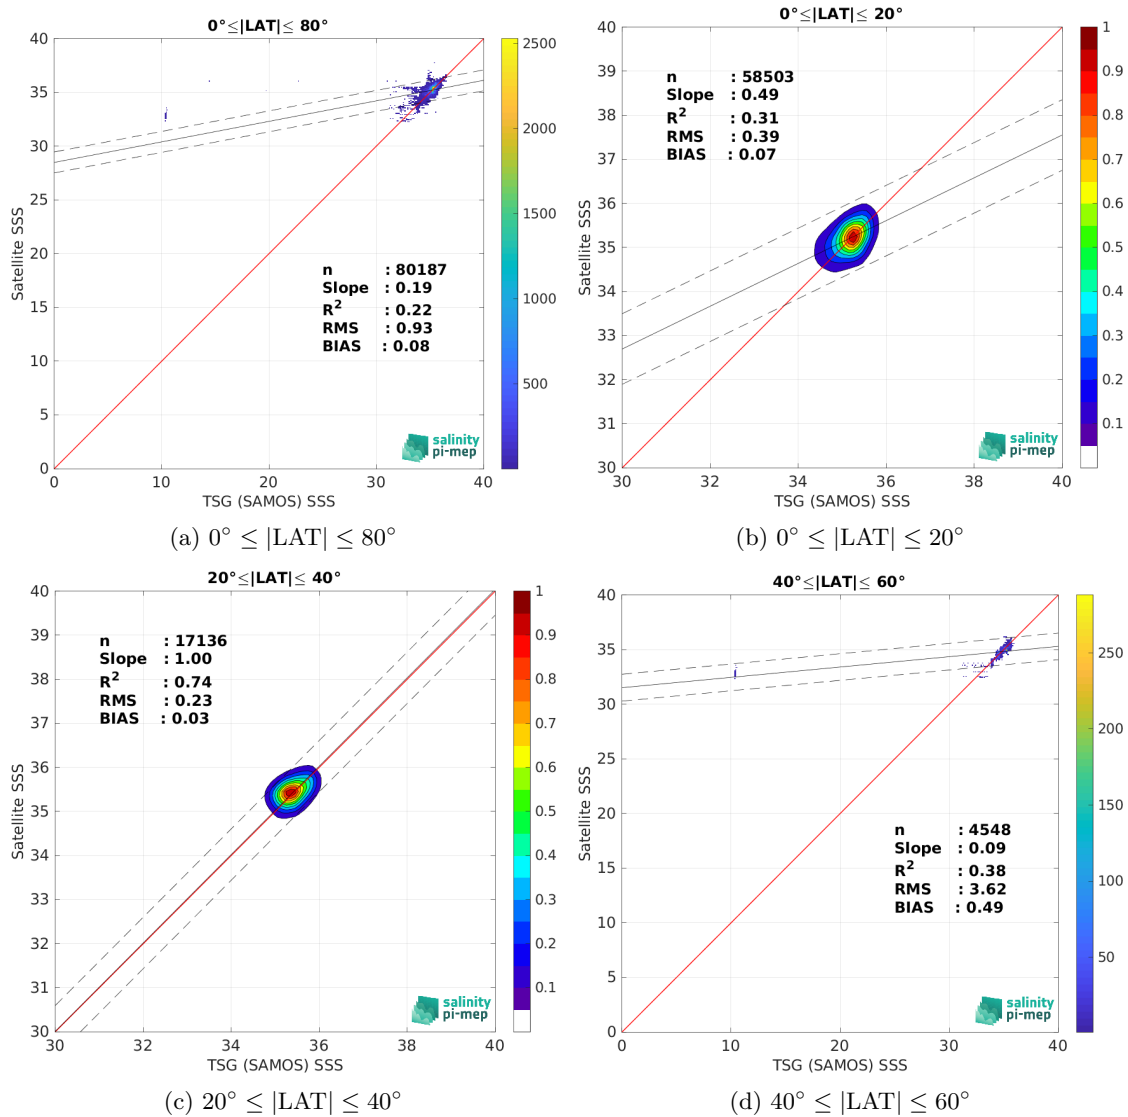 0°≤|LAT|≤ 80°
40
35
30
25
20
15
10
5
0
0
10
20
30
40
Satellite SSS
TSG (SAMOS) SSS
n : 80187
Slope : 0.19
R² : 0.22
RMS : 0.93
BIAS : 0.08
salinity
pi-mep
2500
2000
1500
1000
500
(a) 0° ≤ |LAT| ≤ 80°
0°≤|LAT|≤ 20°
40
39
38
37
36
35
34
33
32
31
30
30
32
34
36
38
40
Satellite SSS
TSG (SAMOS) SSS
n : 58503
Slope : 0.49
R² : 0.31
RMS : 0.39
BIAS : 0.07
salinity
pi-mep
1
0.9
0.8
0.7
0.6
0.5
0.4
0.3
0.2
0.1
(b) 0° ≤ |LAT| ≤ 20°
20°≤|LAT|≤ 40°
40
39
38
37
36
35
34
33
32
31
30
30
32
34
36
38
40
Satellite SSS
TSG (SAMOS) SSS
n : 17136
Slope : 1.00
R² : 0.74
RMS : 0.23
BIAS : 0.03
salinity
pi-mep
1
0.9
0.8
0.7
0.6
0.5
0.4
0.3
0.2
0.1
(c) 20° ≤ |LAT| ≤ 40°
40°≤|LAT|≤ 60°
40
35
30
25
20
15
10
5
0
0
10
20
30
40
Satellite SSS
TSG (SAMOS) SSS
n : 4548
Slope : 0.09
R² : 0.38
RMS : 3.62
BIAS : 0.49
salinity
pi-mep
250
200
150
100
50
(d) 40° ≤ |LAT| ≤ 60°